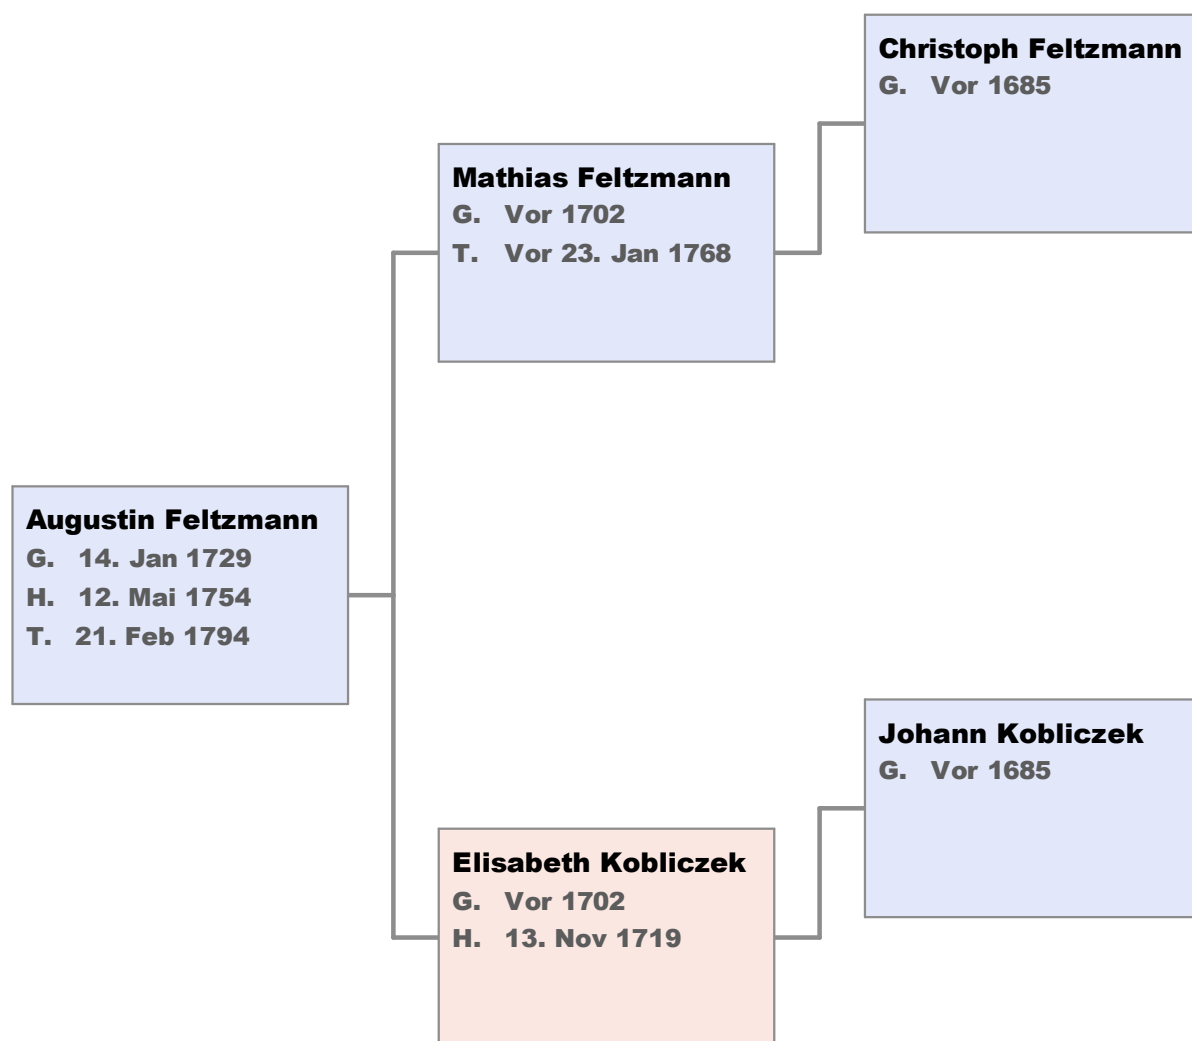 Christoph Feltzmann
G. Vor 1685
Mathias Feltzmann
G. Vor 1702
T. Vor 23. Jan 1768
Augustin Feltzmann
G. 14. Jan 1729
H. 12. Mai 1754
T. 21. Feb 1794
Johann Kobliczek
G. Vor 1685
Elisabeth Kobliczek
G. Vor 1702
H. 13. Nov 1719